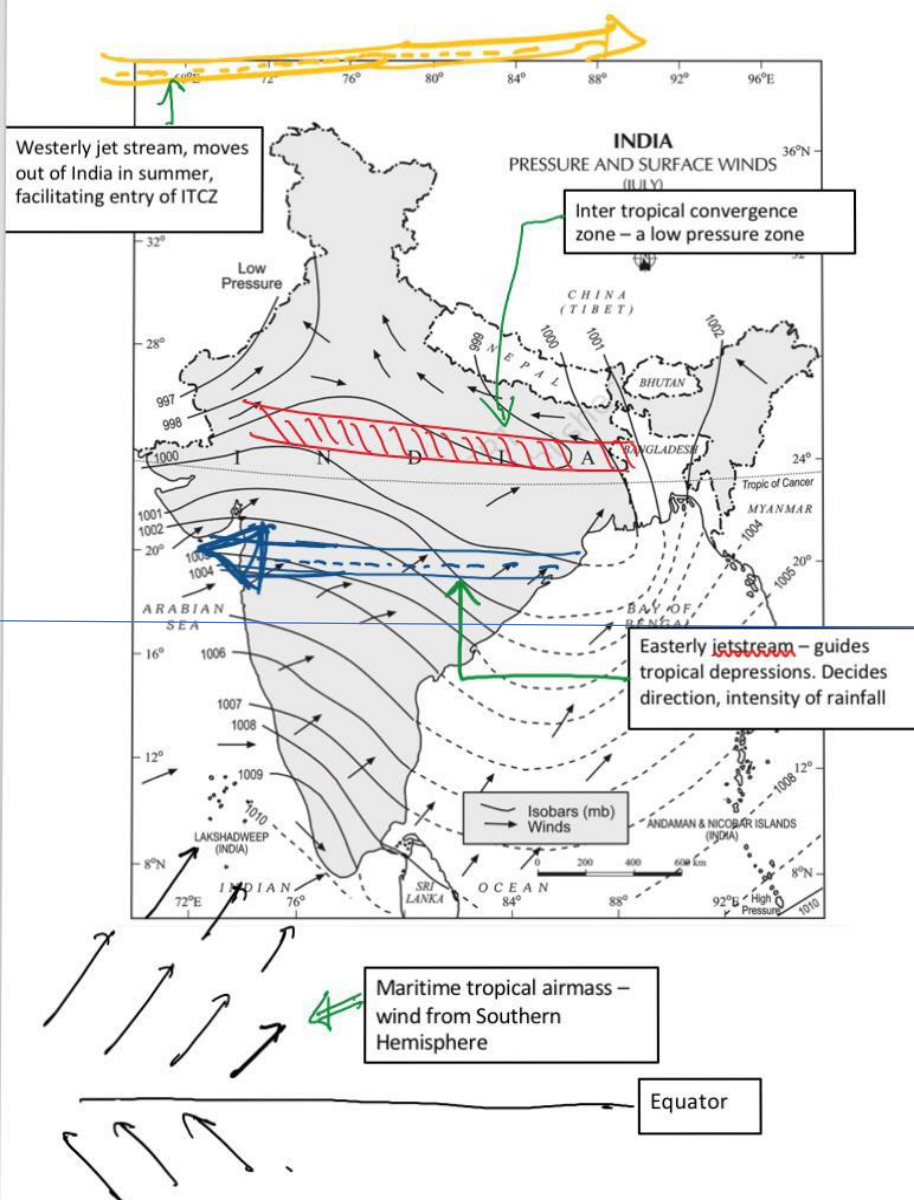 68°E 72° 76° 80° 84° 88° 92° 96°E
Westerly jet stream, moves
out of India in summer,
facilitating entry of ITCZ
INDIA
PRESSURE AND SURFACE WINDS
(JULY)
36°N
Inter tropical convergence
zone – a low pressure zone
32°
32°
N
Low
Pressure
CHINA
(TIBET)
999
1000
1001
1002
NEPAL
28°
BHUTAN
997
998
1000
I N D I A
BANGLADESH
24°
Tropic of Cancer
MYANMAR
1001
1002
20°
1003
1004
20°
1004
1005
ARABIAN
SEA
BAY OF
BENGAL
16°
1006
Easterly jetstream – guides
tropical depressions. Decides
direction, intensity of rainfall
1007
1008
12°
1009
1010
12°
1008
Isobars (mb)
Winds
LAKSHADWEEP
(INDIA)
ANDAMAN & NICOBAR ISLANDS
(INDIA)
0 200 400 600 km
8°N
8°N
INDIAN OCEAN
SRI
LANKA
High
Pressure
1010
72°E 76° 84° 88° 92°E
Maritime tropical airmass –
wind from Southern
Hemisphere
Equator